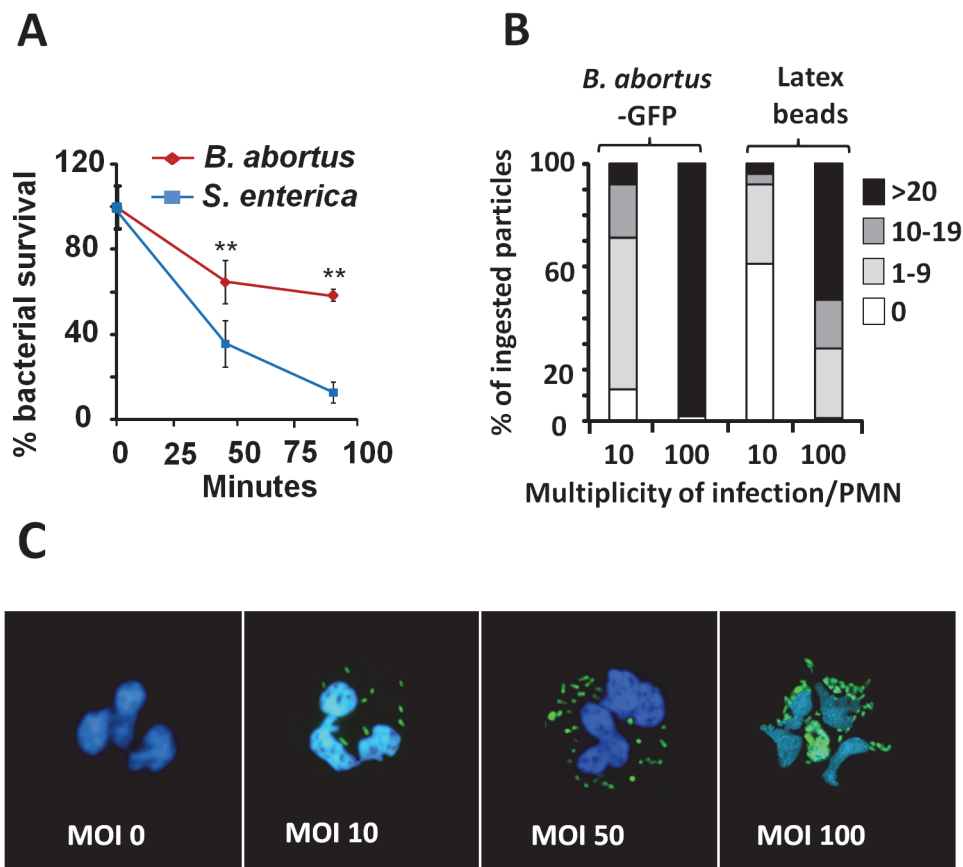 A
120
80
40
0
% bacterial survival
B. abortus
S. enterica
**
**
0 25 50 75 100
Minutes
B
B. abortus
-GFP
Latex
beads
100
60
20
0
% of ingested particles
>20
10-19
1-9
0
10 100 10 100
Multiplicity of infection/PMN
C
MOI 0
MOI 10
MOI 50
MOI 100